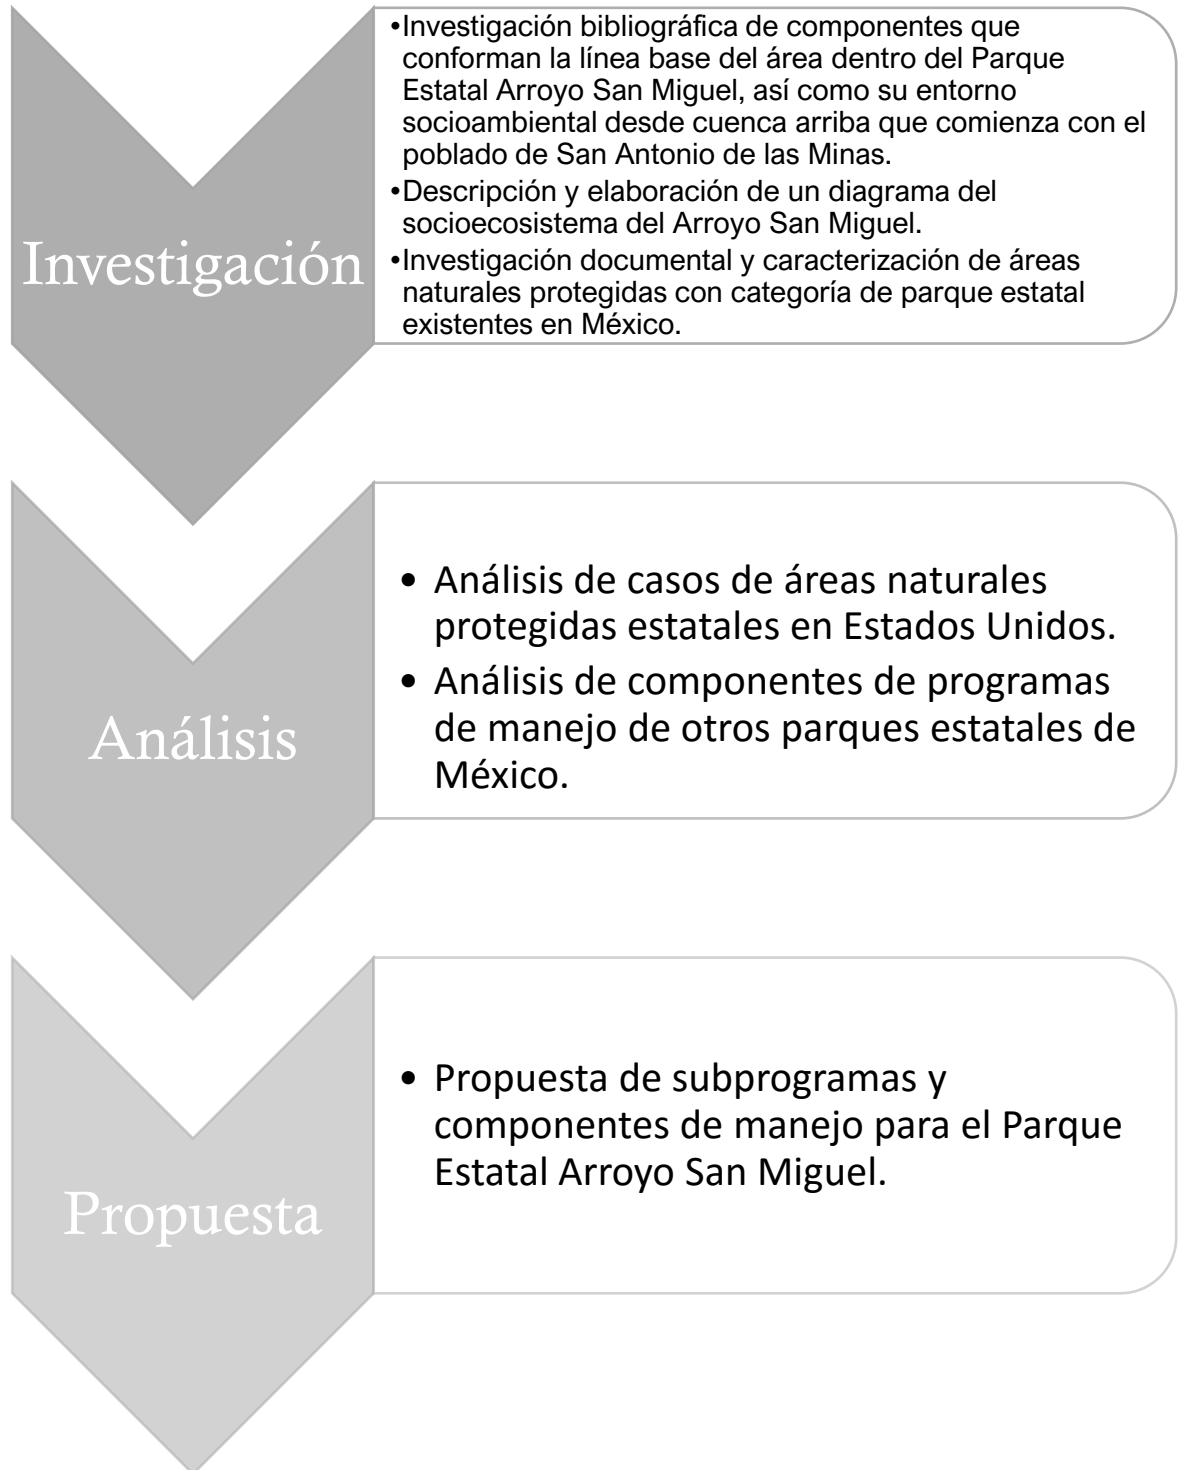 Investigación
•Investigación bibliográfica de componentes que
conforman la línea base del área dentro del Parque
Estatal Arroyo San Miguel, así como su entorno
socioambiental desde cuenca arriba que comienza con el
poblado de San Antonio de las Minas.
•Descripción y elaboración de un diagrama del
socioecosistema del Arroyo San Miguel.
•Investigación documental y caracterización de áreas
naturales protegidas con categoría de parque estatal
existentes en México.
Análisis
• Análisis de casos de áreas naturales
protegidas estatales en Estados Unidos.
• Análisis de componentes de programas
de manejo de otros parques estatales de
México.
Propuesta
• Propuesta de subprogramas y
componentes de manejo para el Parque
Estatal Arroyo San Miguel.